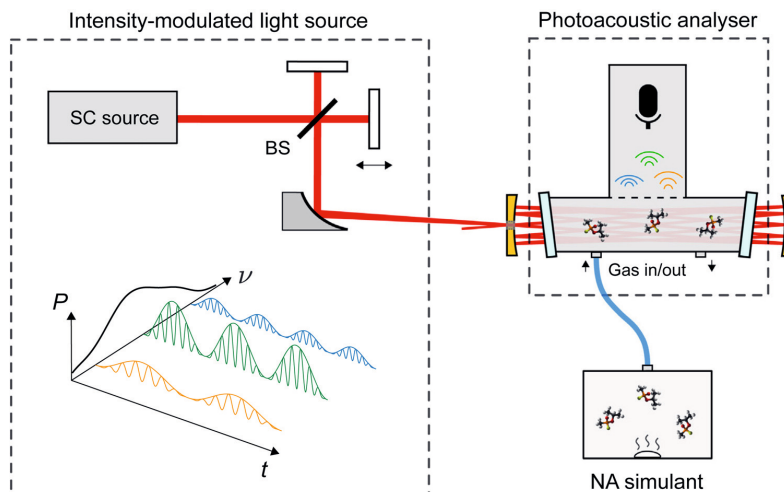 Intensity-modulated light source
Photoacoustic analyser
SC source
BS
Gas in/out
P
ν
t
NA simulant